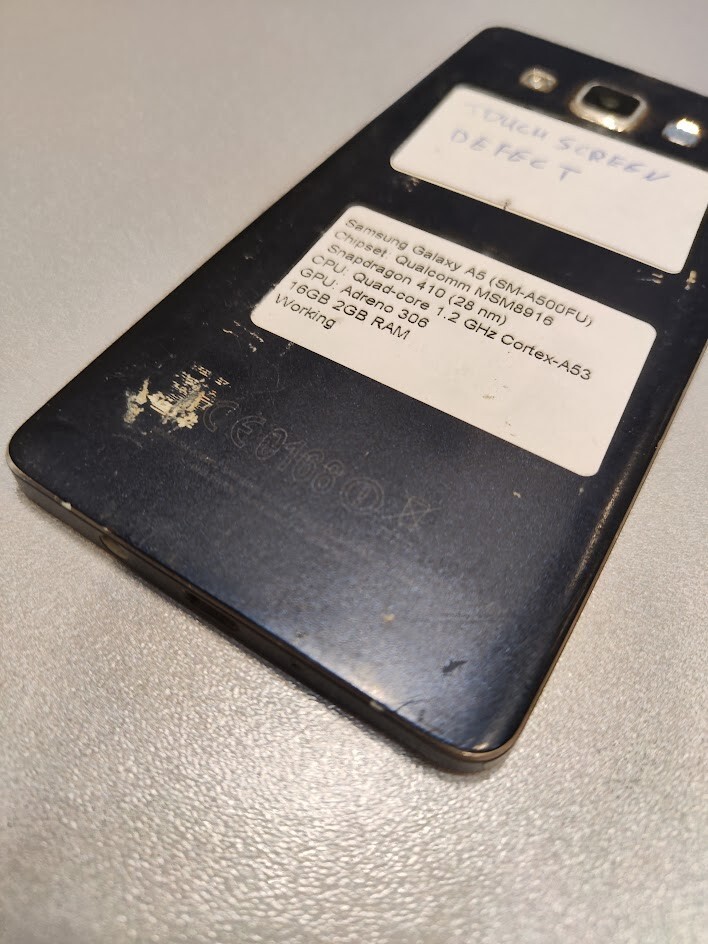 TOUCH SCREEN
DEFECT
Samsung Galaxy A5 (SM-A500FU)
Chipset: Qualcomm MSM8916
Snapdragon 410 (28 nm)
CPU: Quad-core 1.2 GHz Cortex-A53
GPU: Adreno 306
16GB 2GB RAM
Working
CE0168